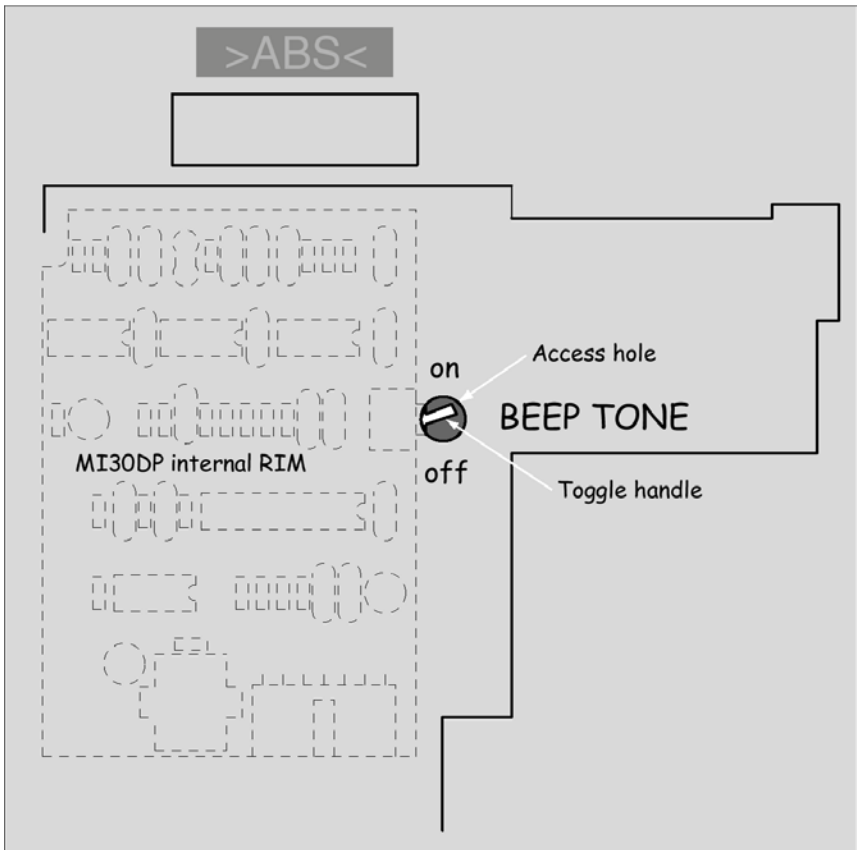 >ABS<
on
Access hole
BEEP TONE
MI30DP internal RIM
off
Toggle handle